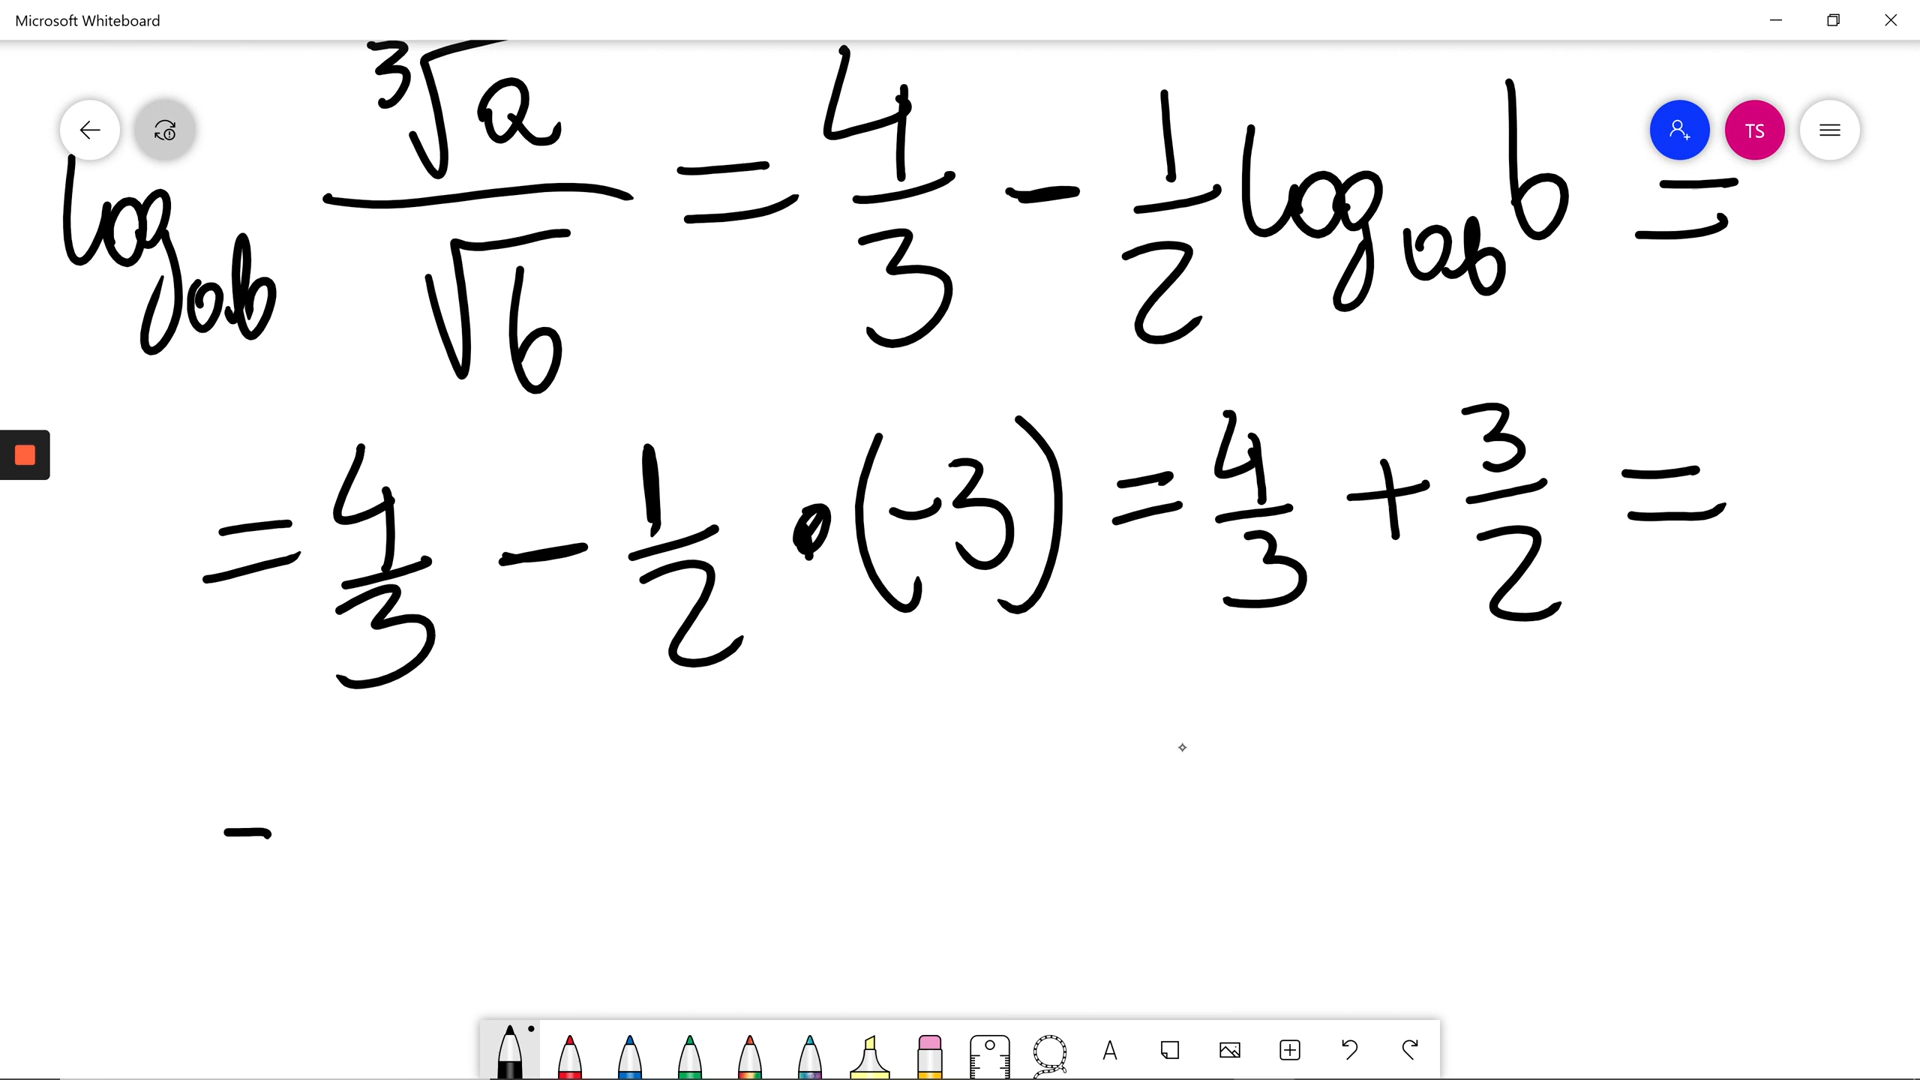 Microsoft Whiteboard
TS
log_ab ∛a / √b = 4/3 - 1/2 log_ab b =
= 4/3 - 1/2 · (-3) = 4/3 + 3/2 =
-
A